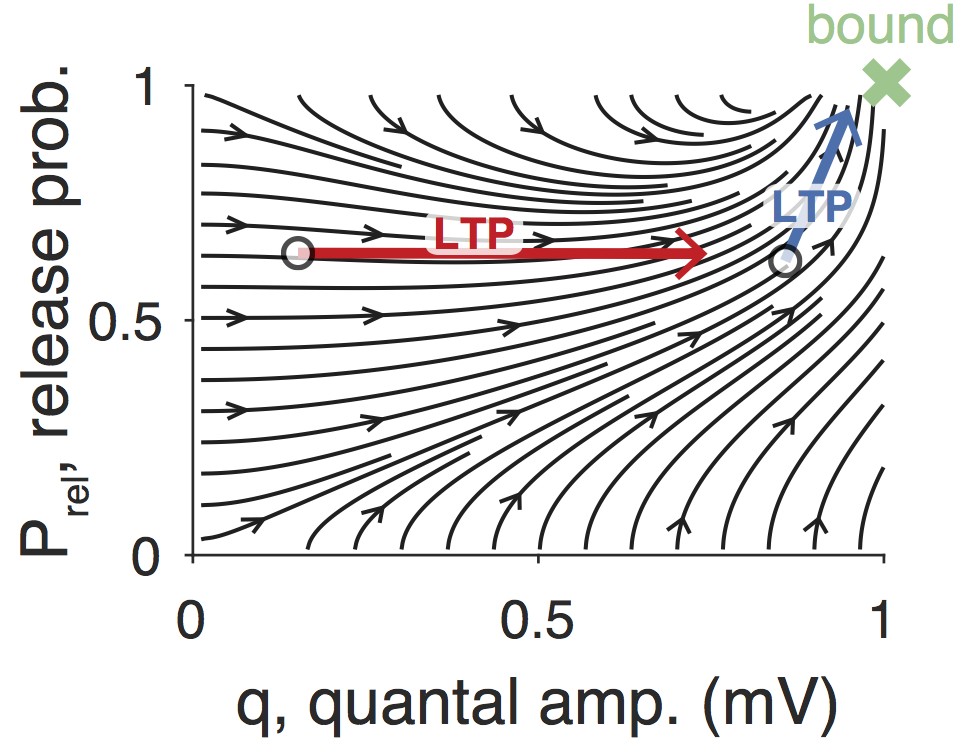 bound
1
0.5
0
P_rel, release prob.
LTP
LTP
0
0.5
1
q, quantal amp. (mV)